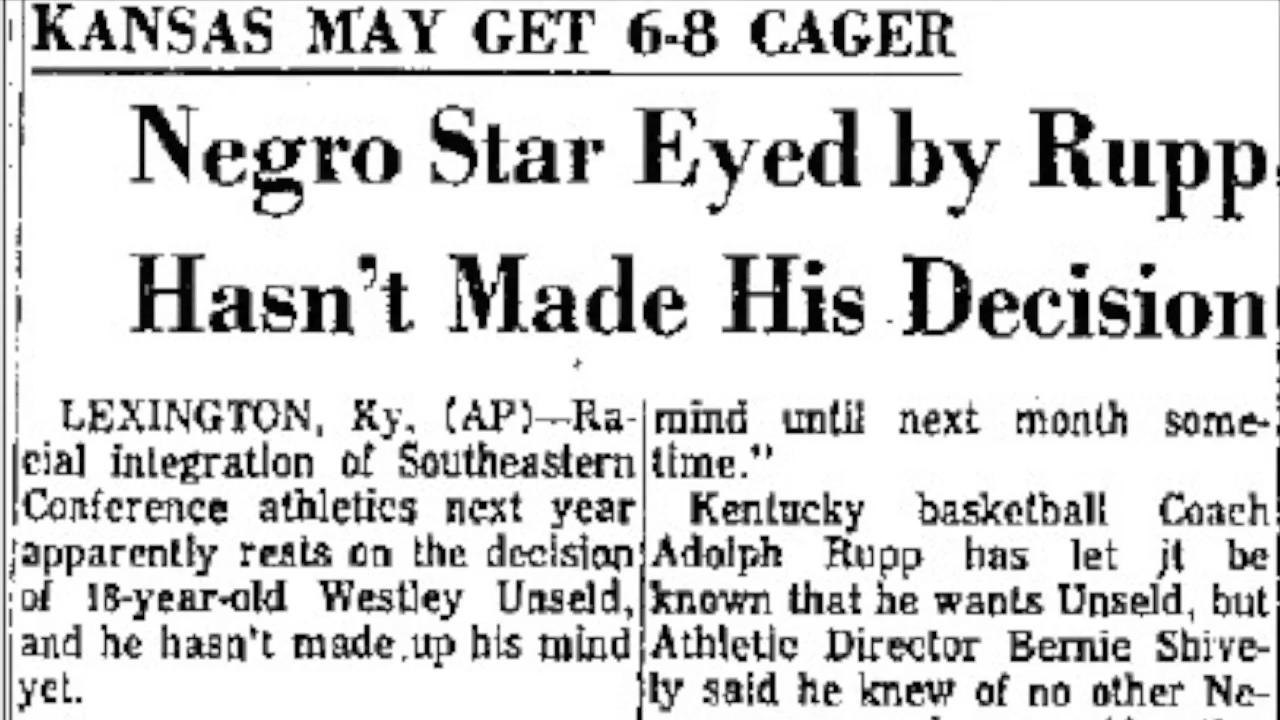 KANSAS MAY GET 6-8 CAGER
Negro Star Eyed by Rupp
Hasn't Made His Decision
LEXINGTON, Ky. (AP)—Ra-
cial integration of Southeastern
Conference athletics next year
apparently rests on the decision
of 18-year-old Westley Unseld,
and he hasn't made up his mind
yet.
mind until next month some-
time."
Kentucky basketball Coach
Adolph Rupp has let it be
known that he wants Unseld, but
Athletic Director Bernie Shive-
ly said he knew of no other Ne-